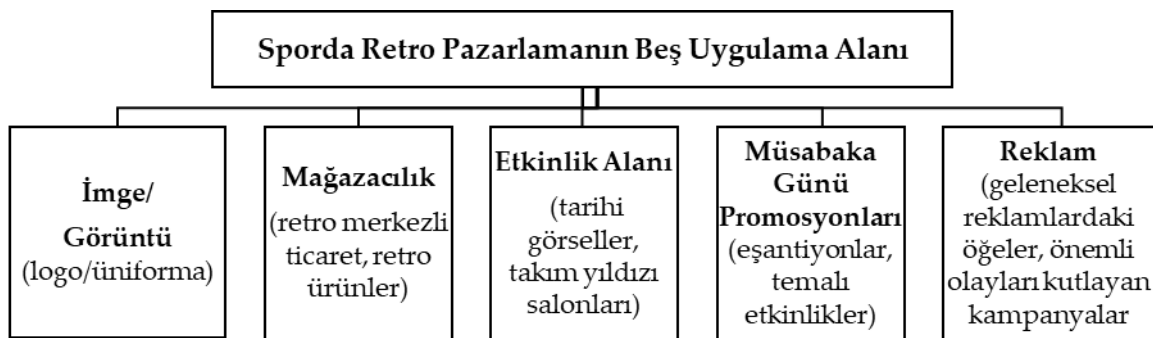 Sporda Retro Pazarlamanın Beş Uygulama Alanı
İmge/
Görüntü
(logo/üniforma)
Mağazacılık
(retro merkezli
ticaret, retro
ürünler)
Etkinlik Alanı
(tarihi
görseller,
takım yıldızı
salonları)
Müsabaka
Günü
Promosyonları
(eşantiyonlar,
temalı
etkinlikler)
Reklam
(geleneksel
reklamlardaki
öğeler, önemli
olayları kutlayan
kampanyalar